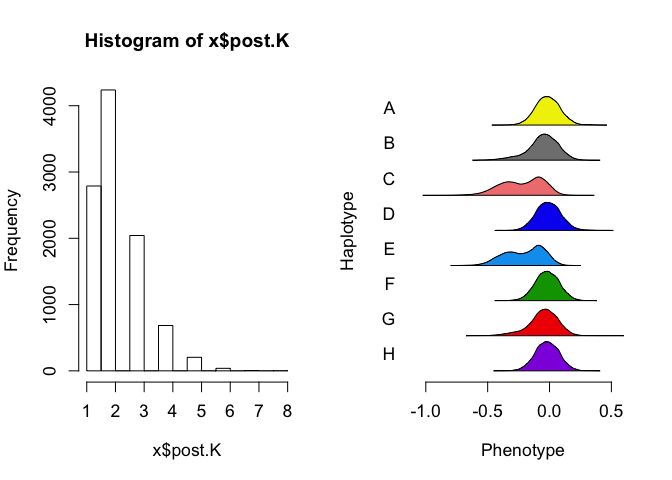 Histogram of x$post.K
Frequency
0
1000
2000
3000
4000
1 2 3 4 5 6 7 8
x$post.K
Haplotype
A
B
C
D
E
F
G
H
-1.0 -0.5 0.0 0.5
Phenotype